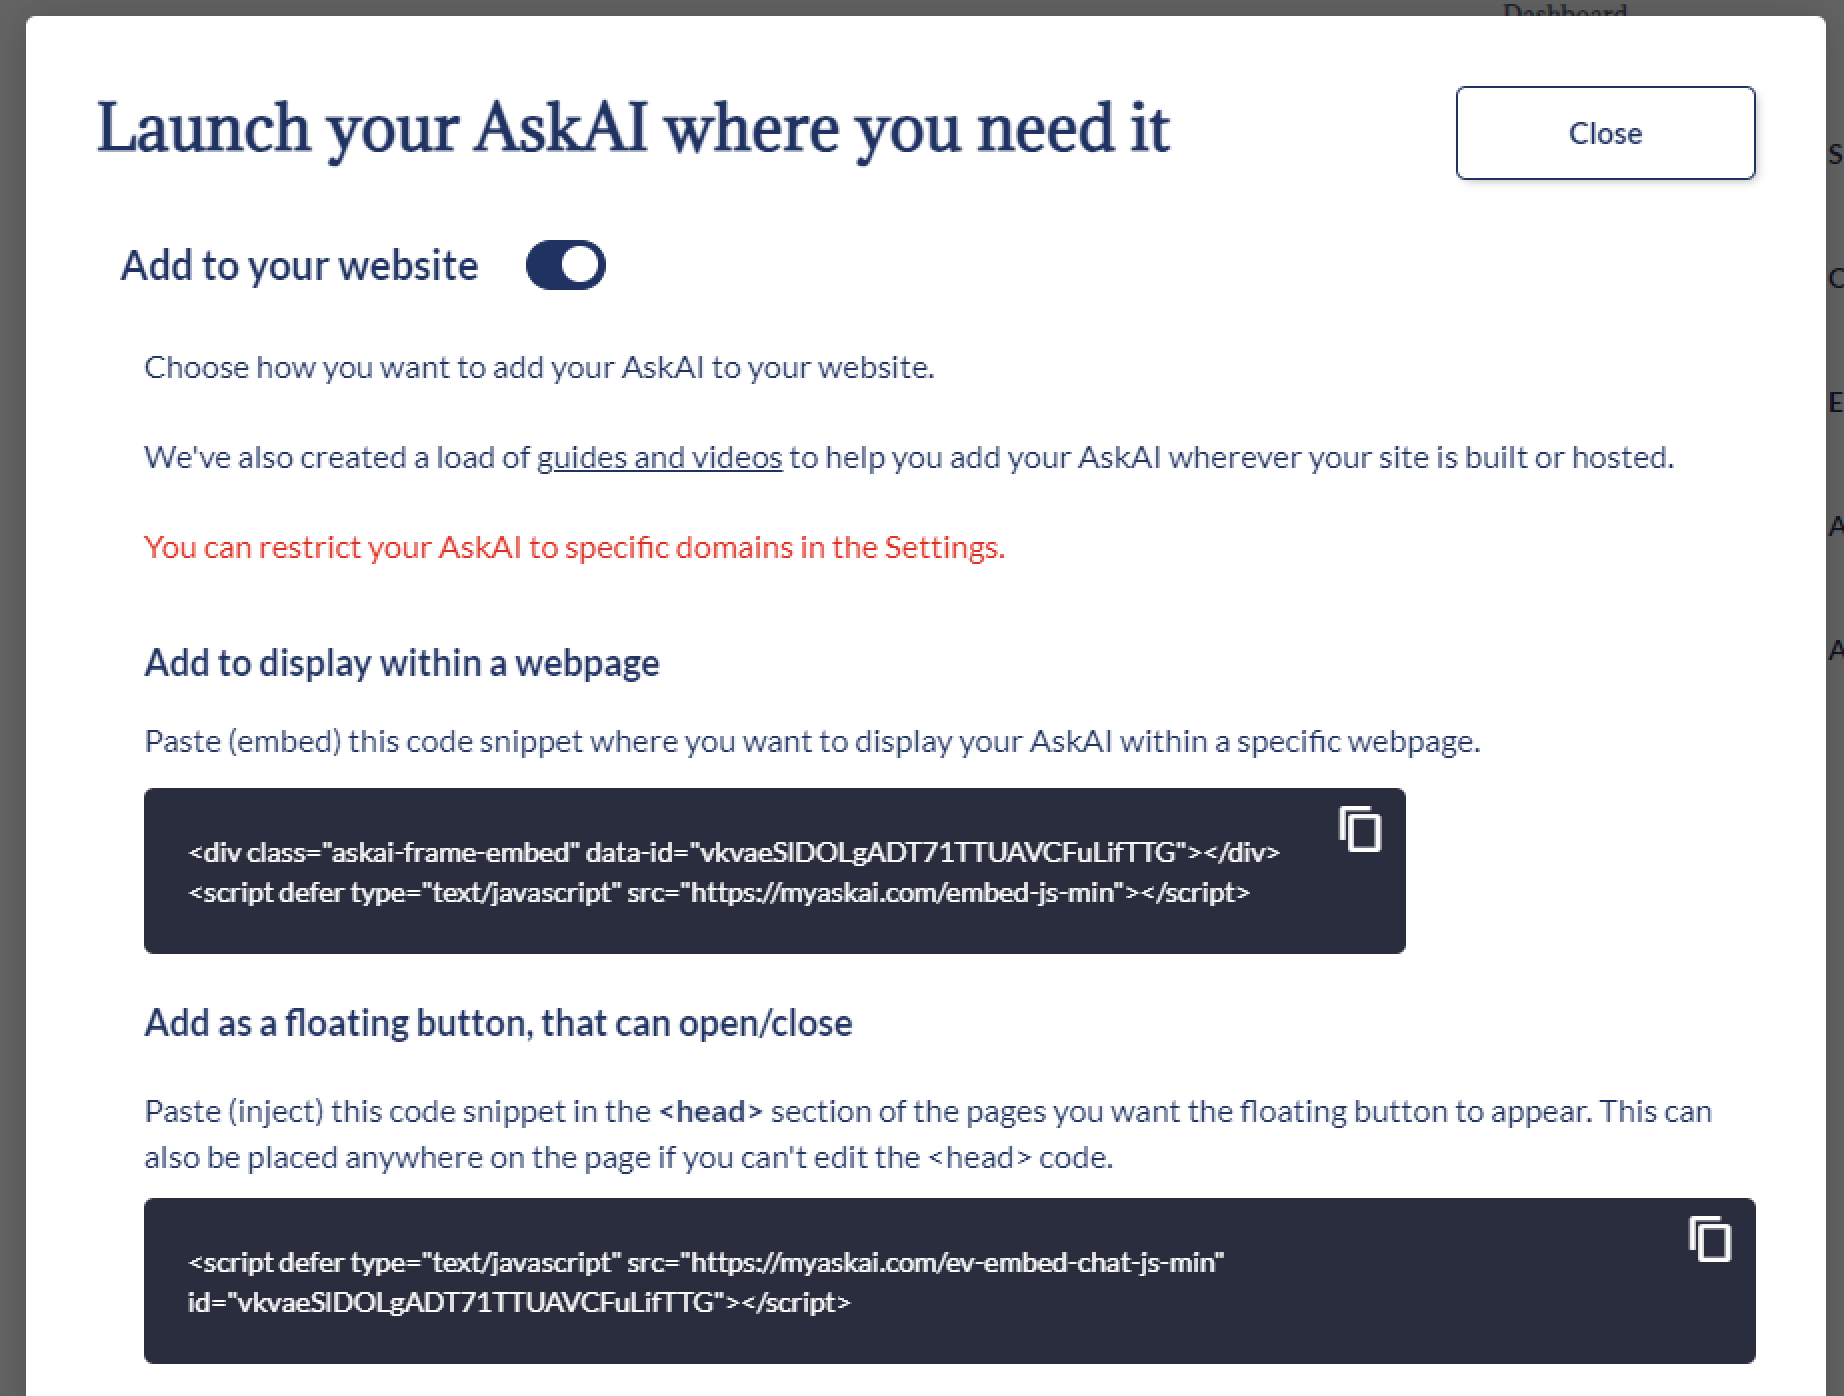 Dashboard
Launch your AskAI where you need it
Close
Add to your website
Choose how you want to add your AskAI to your website.
We've also created a load of guides and videos to help you add your AskAI wherever your site is built or hosted.
You can restrict your AskAI to specific domains in the Settings.
Add to display within a webpage
Paste (embed) this code snippet where you want to display your AskAI within a specific webpage.
<div class="askai-frame-embed" data-id="vkvaeSIDOLgADT71TTUAVCFuLifTTG"></div>
<script defer type="text/javascript" src="https://myaskai.com/embed-js-min"></script>
Add as a floating button, that can open/close
Paste (inject) this code snippet in the <head> section of the pages you want the floating button to appear. This can
also be placed anywhere on the page if you can't edit the <head> code.
<script defer type="text/javascript" src="https://myaskai.com/ev-embed-chat-js-min"
id="vkvaeSIDOLgADT71TTUAVCFuLifTTG"></script>